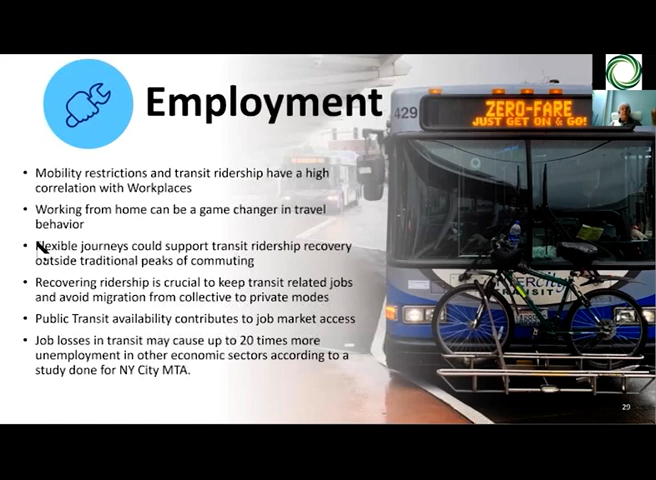 Employment
• Mobility restrictions and transit ridership have a high
correlation with Workplaces
• Working from home can be a game changer in travel
behavior
• Flexible journeys could support transit ridership recovery
outside traditional peaks of commuting
• Recovering ridership is crucial to keep transit related jobs
and avoid migration from collective to private modes
• Public Transit availability contributes to job market access
• Job losses in transit may cause up to 20 times more
unemployment in other economic sectors according to a
study done for NY City MTA.
429
ZERO-FARE
JUST GET ON & GO!
TRANSIT
29